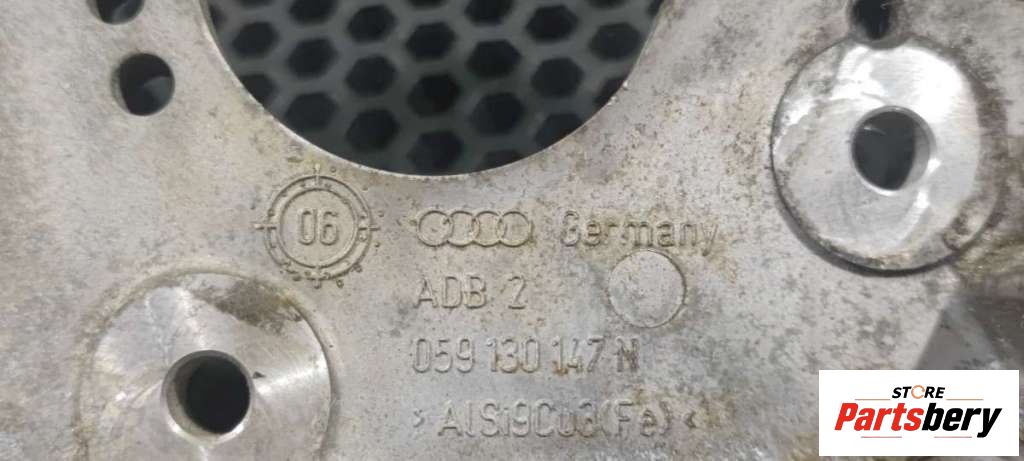 06 Germany
ADB 2
059 130 147 N
>AlSi9Cu3(Fe)<
STORE
Partsbery